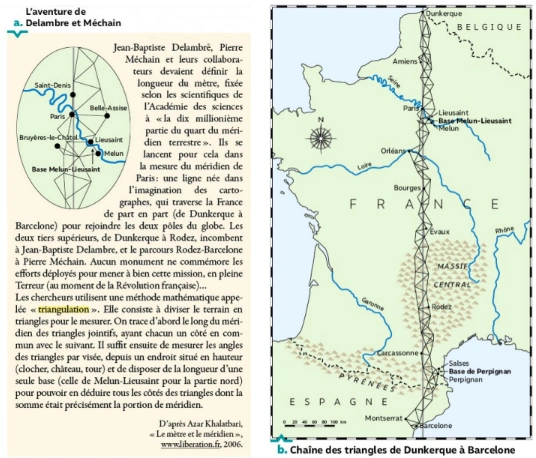 L'aventure de
a. Delambre et Méchain
Jean-Baptiste Delambre, Pierre
Méchain et leurs collabora-
teurs devaient définir la
longueur du mètre, fixée
selon les scientifiques de
l'Académie des sciences
à « la dix millionième
partie du quart du méri-
dien terrestre ». Ils se
lancent pour cela dans
la mesure du méridien de
Paris : une ligne née dans
l'imagination des carto-
graphes, qui traverse la France
de part en part (de Dunkerque à
Barcelone) pour rejoindre les deux pôles du globe. Les
deux tiers supérieurs, de Dunkerque à Rodez, incombent
à Jean-Baptiste Delambre, et le parcours Rodez-Barcelone
à Pierre Méchain. Aucun monument ne commémore les
efforts déployés pour mener à bien cette mission, en pleine
Terreur (au moment de la Révolution française)...
Les chercheurs utilisent une méthode mathématique appe-
lée « triangulation ». Elle consiste à diviser le terrain en
triangles pour le mesurer. On trace d'abord le long du méri-
dien des triangles jointifs, ayant chacun un côté en com-
mun avec le suivant. Il suffit ensuite de mesurer les angles
des triangles par visée, depuis un endroit situé en hauteur
(clocher, château, tour) et de disposer de la longueur d'une
seule base (celle de Melun-Lieusaint pour la partie nord)
pour pouvoir en déduire tous les côtés des triangles dont la
somme était précisément la portion de méridien.
D'après Azar Khalatbari,
« Le mètre et le méridien »,
www.liberation.fr, 2006.
Saint-Denis
Paris
Belle-Assise
Bruyères-le-Châtel
Lieusaint
Melun
Base Melun-Lieusaint
Dunkerque
BELGIQUE
Amiens
Seine
Paris
Lieusaint
Base Melun-Lieusaint
Melun
Orléans
Loire
Bourges
FRANCE
Évaux
Rhône
MASSIF
CENTRAL
Garonne
Rodez
Carcassonne
Salses
Base de Perpignan
Perpignan
PYRÉNÉES
ESPAGNE
Montserrat
Barcelone
0 20 40 60 80 100 km
b. Chaîne des triangles de Dunkerque à Barcelone